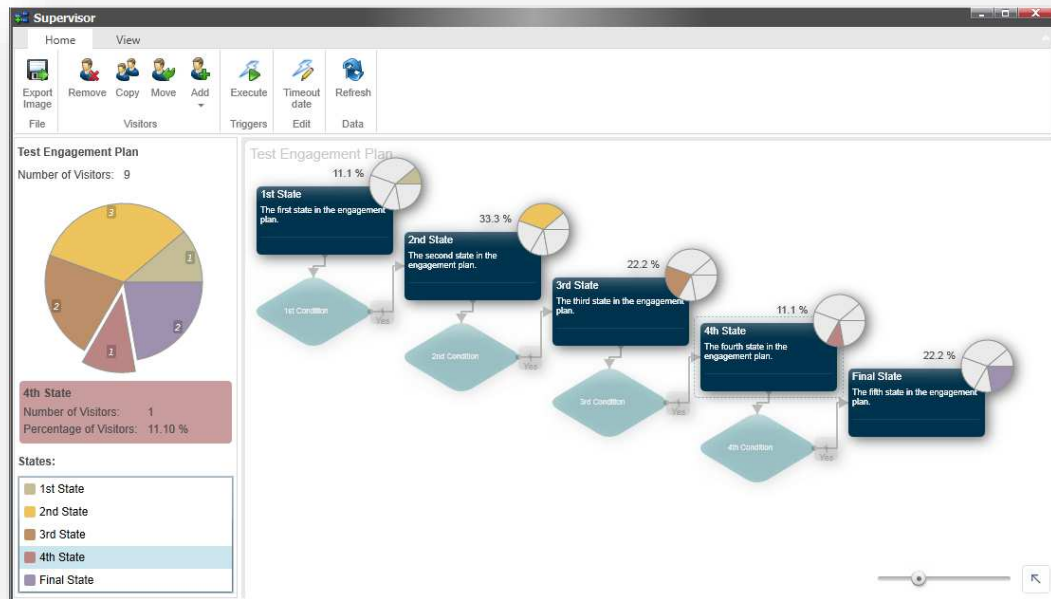 Supervisor
Home View
Export Image
Remove
Copy
Move
Add
Execute
Timeout date
Refresh
File
Visitors
Triggers
Edit
Data
Test Engagement Plan
Number of Visitors: 9
3
1
2
2
1
4th State
Number of Visitors: 1
Percentage of Visitors: 11.10 %
States:
1st State
2nd State
3rd State
4th State
Final State
Test Engagement Plan
11.1 %
1st State
The first state in the engagement
plan.
1st Condition
Yes
33.3 %
2nd State
The second state in the
engagement plan.
2nd Condition
Yes
22.2 %
3rd State
The third state in the engagement
plan.
3rd Condition
Yes
11.1 %
4th State
The fourth state in the
engagement plan.
4th Condition
Yes
22.2 %
Final State
The fifth state in the engagement
plan.